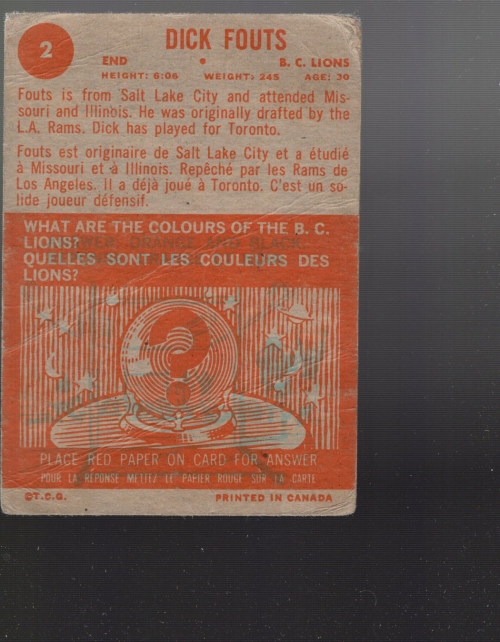 2
DICK FOUTS
END • B. C. LIONS
HEIGHT: 6:06 WEIGHT: 245 AGE: 30
Fouts is from Salt Lake City and attended Mis-
souri and Illinois. He was originally drafted by the
L.A. Rams. Dick has played for Toronto.
Fouts est originaire de Salt Lake City et a étudié
à Missouri et à Illinois. Repêché par les Rams de
Los Angeles. Il a déjà joué à Toronto. C'est un so-
lide joueur défensif.
WHAT ARE THE COLOURS OF THE B. C.
LIONS?
ANSWER: ORANGE AND BLACK
QUELLES SONT LES COULEURS DES
LIONS?
?
PLACE RED PAPER ON CARD FOR ANSWER
POUR LA RÉPONSE METTEZ LE PAPIER ROUGE SUR LA CARTE
©T.C.G. PRINTED IN CANADA